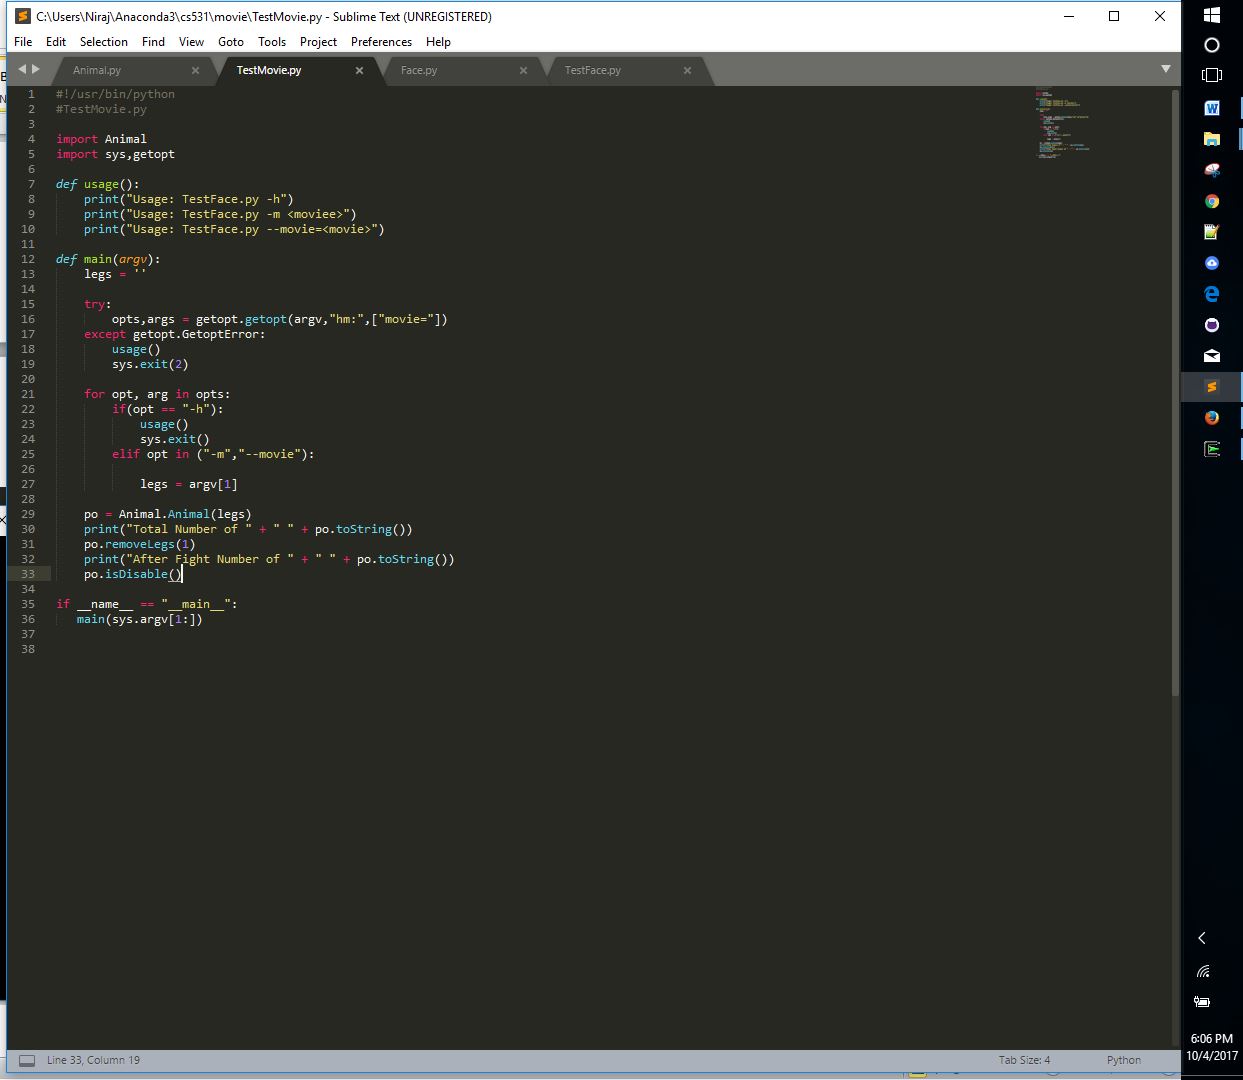 C:\Users\Niraj\Anaconda3\cs531\movie\TestMovie.py - Sublime Text (UNREGISTERED)
File Edit Selection Find View Goto Tools Project Preferences Help
Animal.py TestMovie.py Face.py TestFace.py
1 #!/usr/bin/python
2 #TestMovie.py
3
4 import Animal
5 import sys,getopt
6
7 def usage():
8 print("Usage: TestFace.py -h")
9 print("Usage: TestFace.py -m <moviee>")
10 print("Usage: TestFace.py --movie=<movie>")
11
12 def main(argv):
13 legs = ''
14
15 try:
16 opts,args = getopt.getopt(argv,"hm:",["movie="])
17 except getopt.GetoptError:
18 usage()
19 sys.exit(2)
20
21 for opt, arg in opts:
22 if(opt == "-h"):
23 usage()
24 sys.exit()
25 elif opt in ("-m","--movie"):
26
27 legs = argv[1]
28
29 po = Animal.Animal(legs)
30 print("Total Number of " + " " + po.toString())
31 po.removeLegs(1)
32 print("After Fight Number of " + " " + po.toString())
33 po.isDisable()
34
35 if __name__ == "__main__":
36 main(sys.argv[1:])
37
38
Line 33, Column 19 Tab Size: 4 Python
6:06 PM
10/4/2017